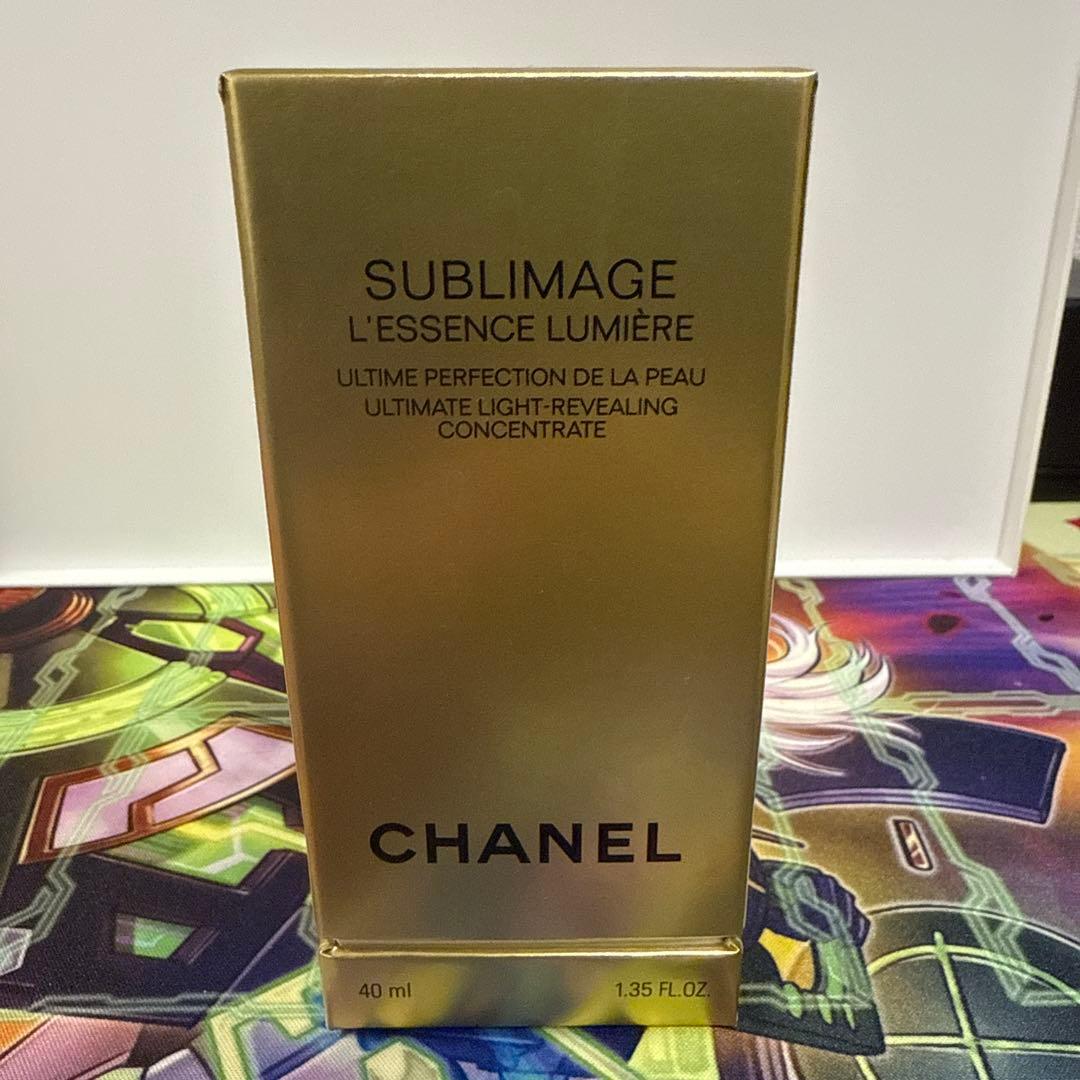 SUBLIMAGE
L'ESSENCE LUMIÈRE
ULTIME PERFECTION DE LA PEAU
ULTIMATE LIGHT-REVEALING
CONCENTRATE
CHANEL
40 ml 1.35 FL.OZ.